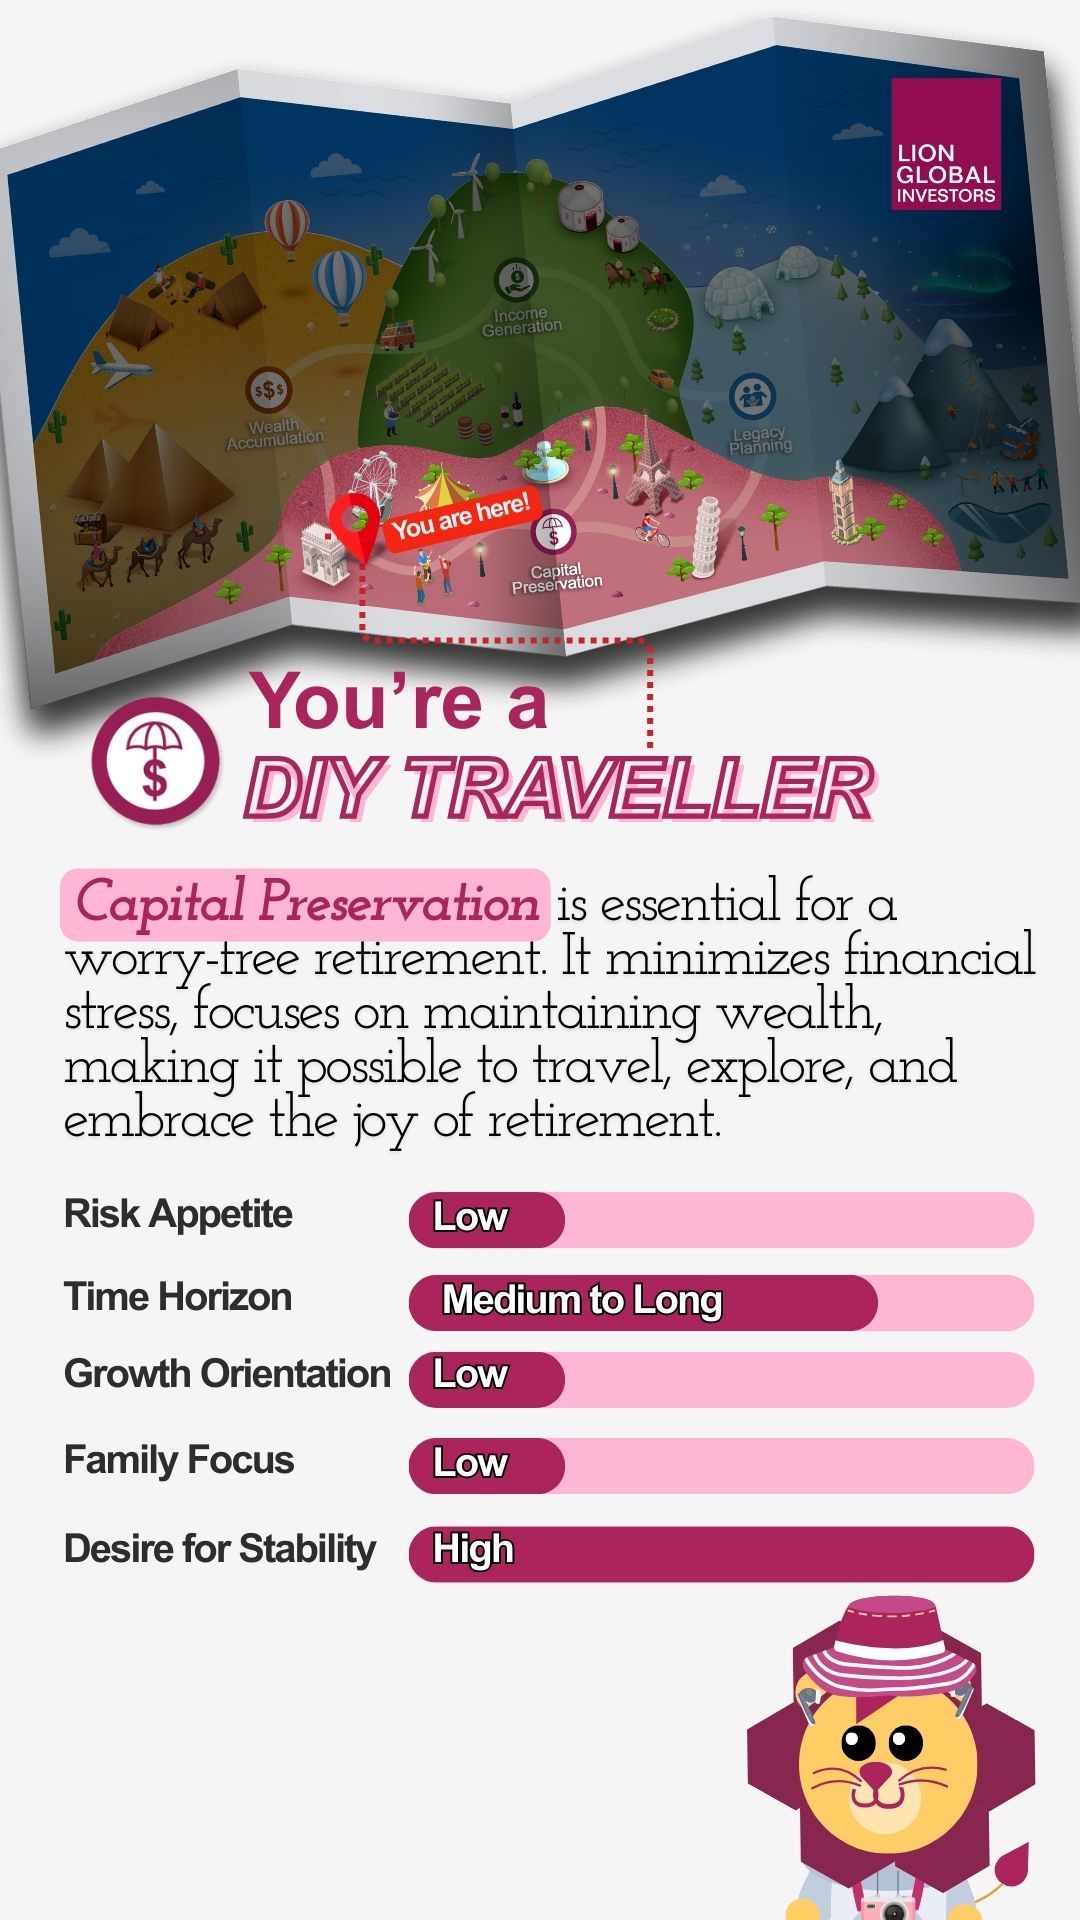 LION
GLOBAL
INVESTORS
Income
Generation
$
$$$
Wealth
Accumulation
Legacy
Planning
You are here!
$
Capital
Preservation
You're a
$
DIY TRAVELLER
Capital Preservation is essential for a
worry-free retirement. It minimizes financial
stress, focuses on maintaining wealth,
making it possible to travel, explore, and
embrace the joy of retirement.
Risk Appetite Low
Time Horizon Medium to Long
Growth Orientation Low
Family Focus Low
Desire for Stability High